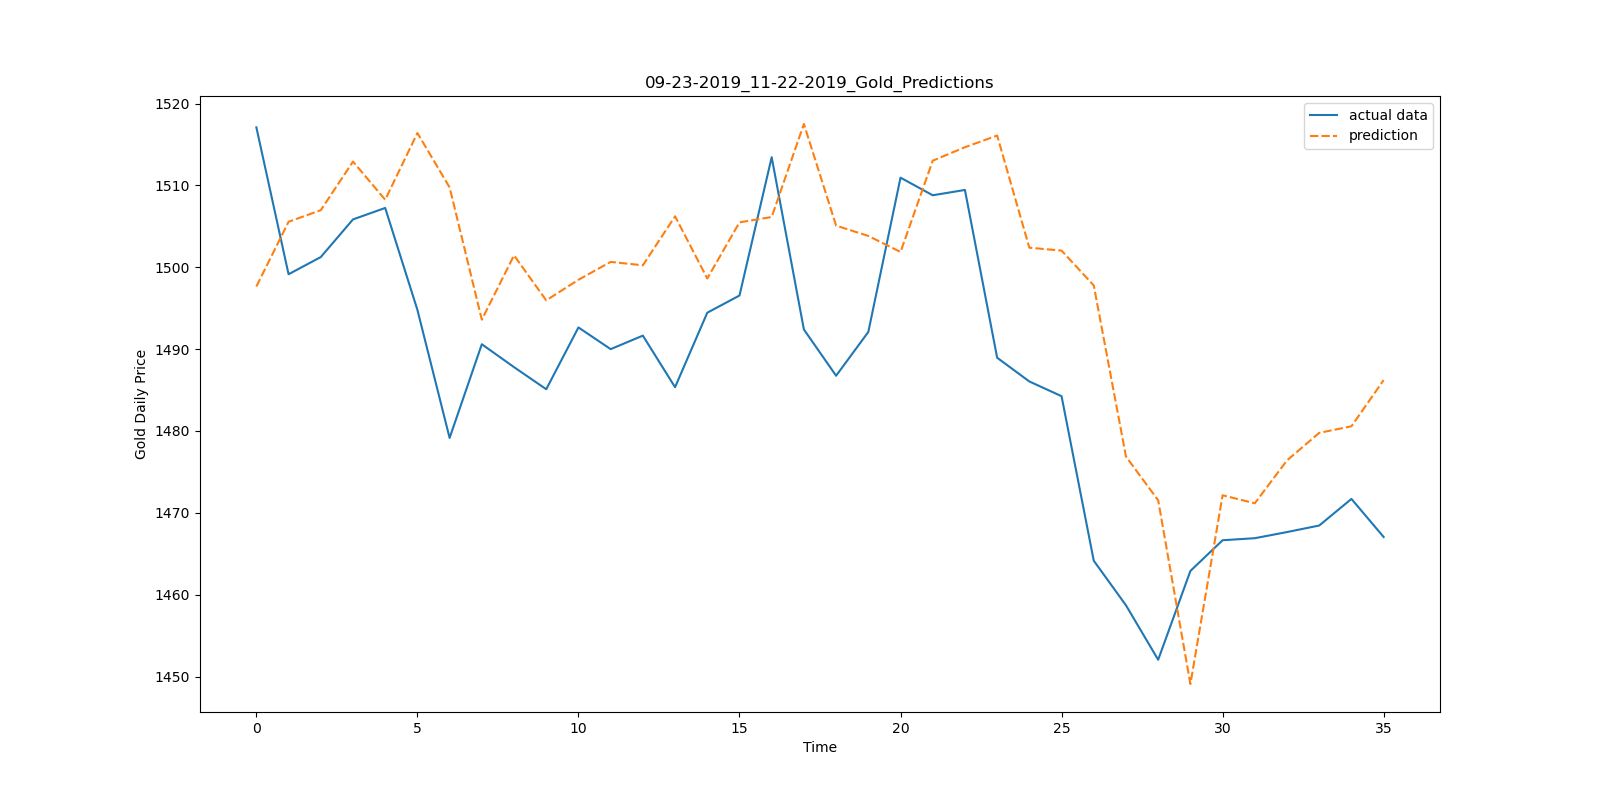 09-23-2019_11-22-2019_Gold_Predictions
actual data
prediction
Gold Daily Price
1520
1510
1500
1490
1480
1470
1460
1450
0 5 10 15 20 25 30 35
Time